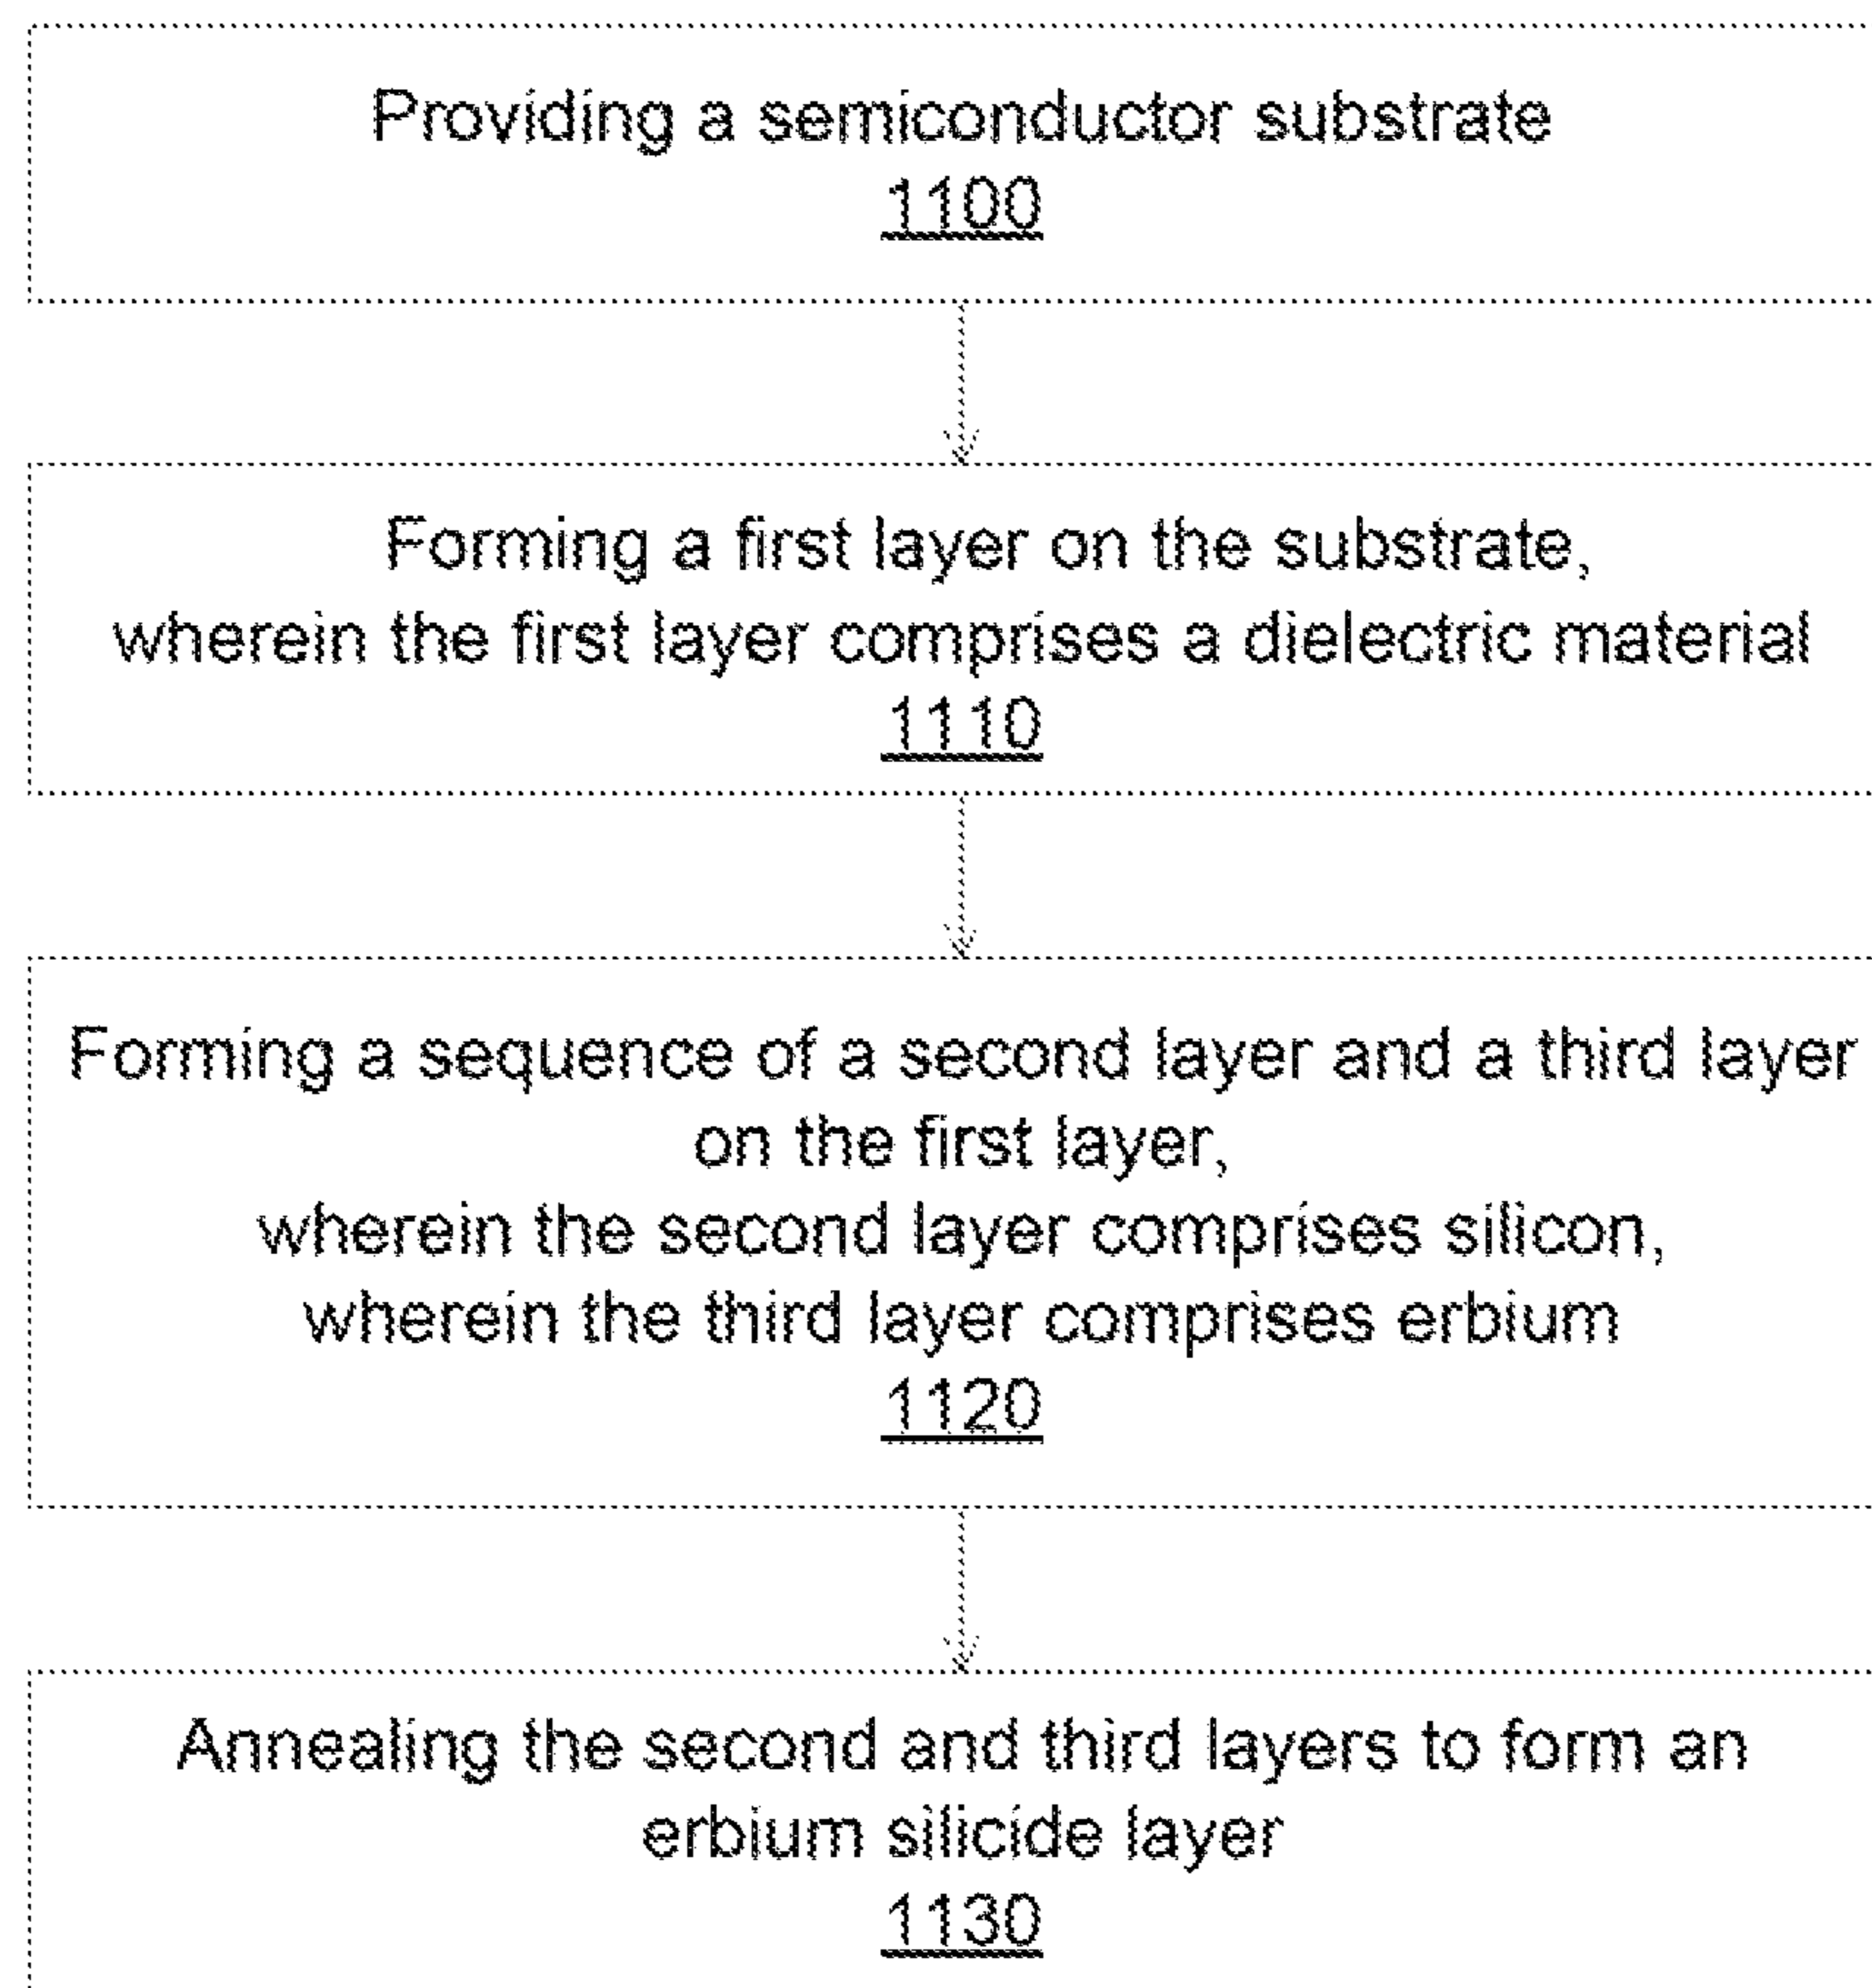 Providing a semiconductor substrate
1100
Forming a first layer on the substrate,
wherein the first layer comprises a dielectric material
1110
Forming a sequence of a second layer and a third layer
on the first layer,
wherein the second layer comprises silicon,
wherein the third layer comprises erbium
1120
Annealing the second and third layers to form an
erbium silicide layer
1130